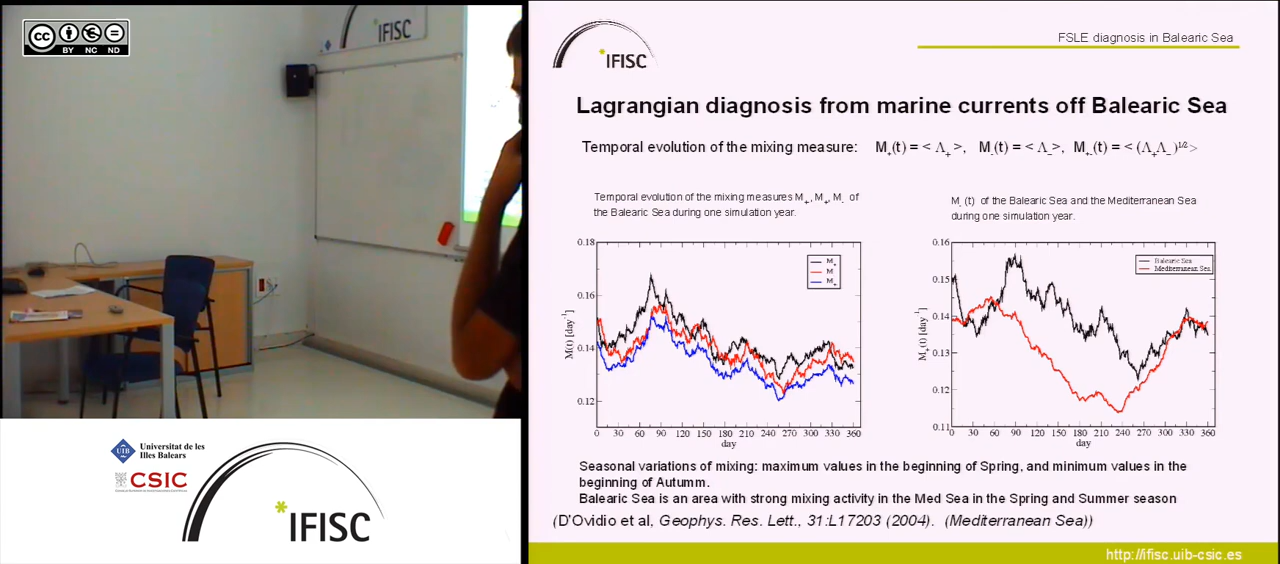 cc
BY NC ND
IFISC
Universitat de les
Illes Balears
UIB
CSIC
IFISC
IFISC
FSLE diagnosis in Balearic Sea
Lagrangian diagnosis from marine currents off Balearic Sea
Temporal evolution of the mixing measure: M₊(t) = < Λ₊ >, M₋(t) = < Λ₋>, M₊₋(t) = < (Λ₊Λ₋)^1/2 >
Temporal evolution of the mixing measures M₊, M₊, M₋ of
the Balearic Sea during one simulation year.
0.18
0.16
0.14
0.12
M(t) [day⁻¹]
M₊
M
M₊
0 30 60 90 120 150 180 210 240 270 300 330 360
day
M₋(t) of the Balearic Sea and the Mediterranean Sea
during one simulation year.
0.16
0.15
0.14
0.13
0.12
0.11
M₊(t) [day⁻¹]
Balearic Sea
Mediterranean Sea
0 30 60 90 120 150 180 210 240 270 300 330 360
day
Seasonal variations of mixing: maximum values in the beginning of Spring, and minimum values in the
beginning of Autumm.
Balearic Sea is an area with strong mixing activity in the Med Sea in the Spring and Summer season
(D'Ovidio et al, Geophys. Res. Lett., 31:L17203 (2004). (Mediterranean Sea))
http://ifisc.uib-csic.es